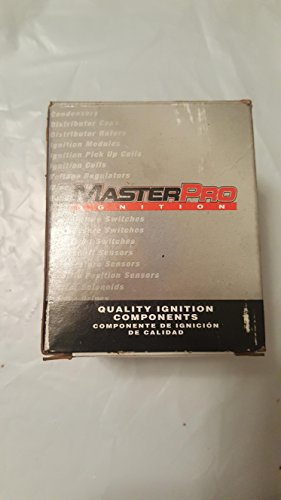 Condensers
Distributor Caps
Distributor Rotors
Ignition Modules
Ignition Pick Up Coils
Ignition Coils
Voltage Regulators
MASTERPRO
IGNITION
Switches
Switches
Switches
Sensors
Sensors
Position Sensors
Solenoids
QUALITY IGNITION
COMPONENTS
COMPONENTE DE IGNICIÓN
DE CALIDAD